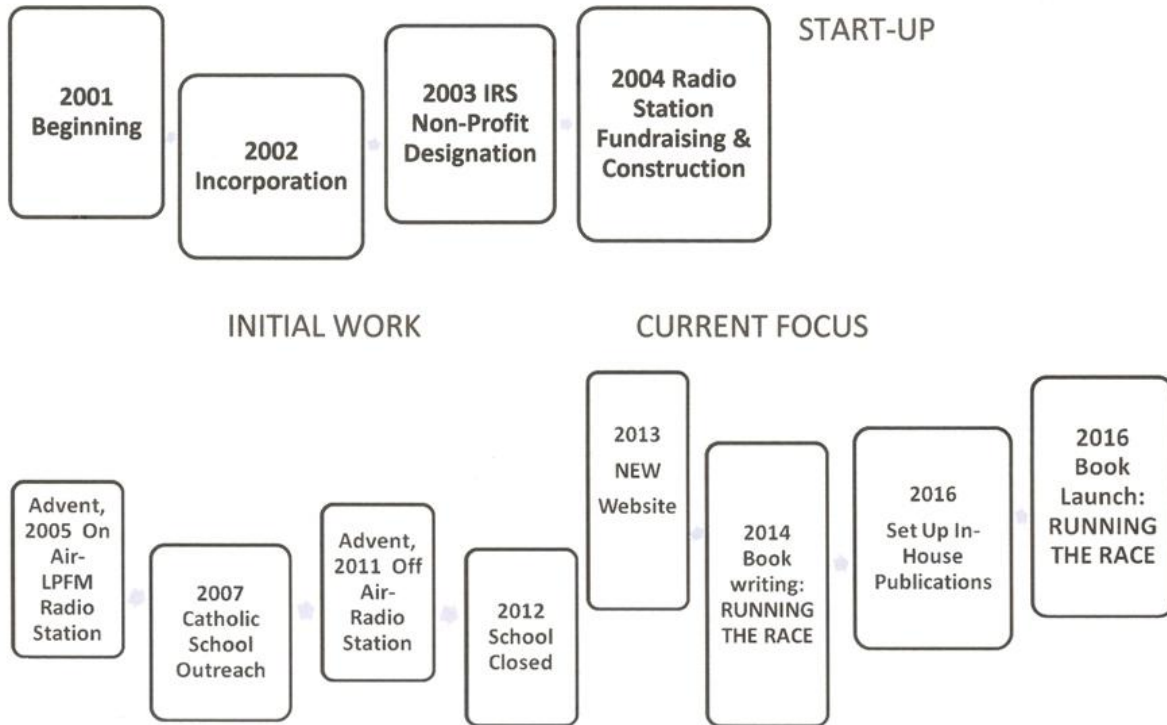 START-UP
2001
Beginning
2002
Incorporation
2003 IRS
Non-Profit
Designation
2004 Radio
Station
Fundraising &
Construction
INITIAL WORK
Advent,
2005 On
Air-
LPFM
Radio
Station
2007
Catholic
School
Outreach
Advent,
2011 Off
Air-
Radio
Station
2012
School
Closed
CURRENT FOCUS
2013
NEW
Website
2014
Book
writing:
RUNNING
THE RACE
2016
Set Up In-
House
Publications
2016
Book
Launch:
RUNNING
THE RACE